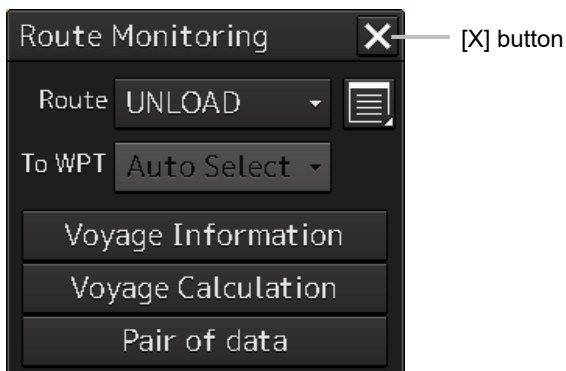 Route Monitoring [X] button
Route UNLOAD
To WPT Auto Select
Voyage Information
Voyage Calculation
Pair of data